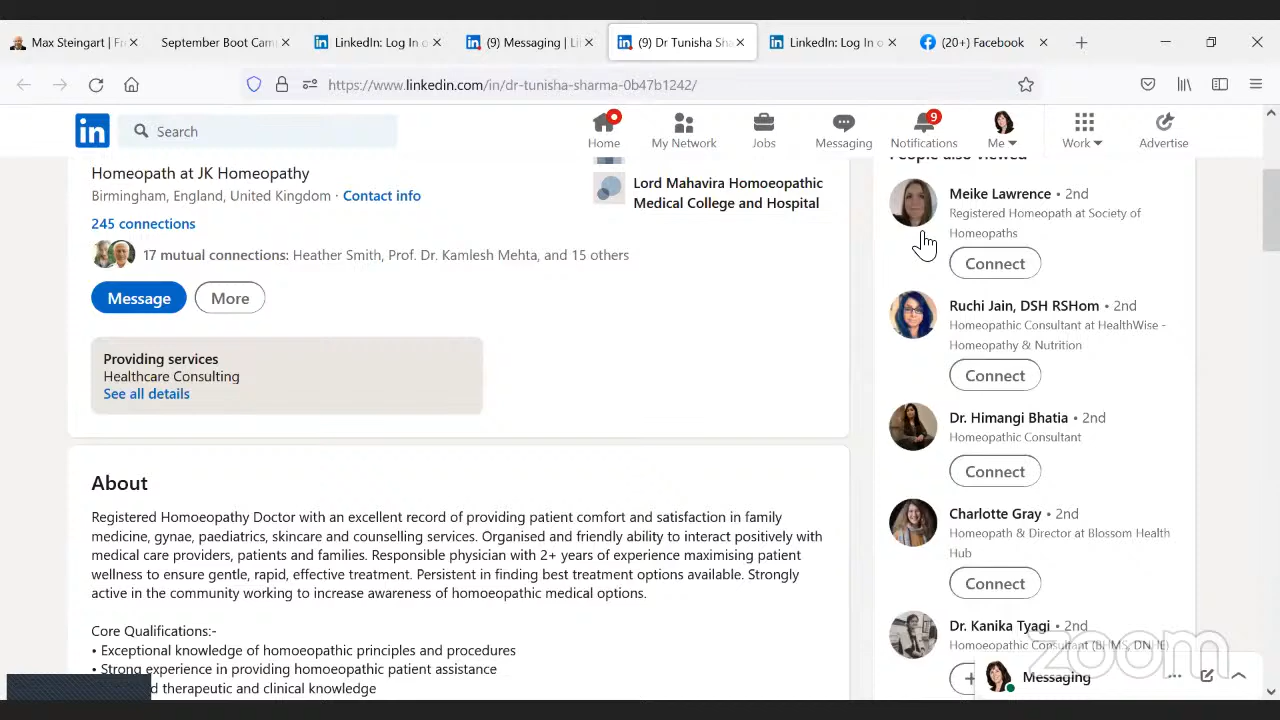 Max Steingart | Fr
September Boot Cam
LinkedIn: Log In o
(9) Messaging | Li
(9) Dr Tunisha Sha
LinkedIn: Log In o
(20+) Facebook
https://www.linkedin.com/in/dr-tunisha-sharma-0b47b1242/
in
Search
Home
My Network
Jobs
Messaging
9
Notifications
Me
Work
Advertise
Homeopath at JK Homeopathy
Birmingham, England, United Kingdom · Contact info
245 connections
17 mutual connections: Heather Smith, Prof. Dr. Kamlesh Mehta, and 15 others
Message
More
Lord Mahavira Homoeopathic
Medical College and Hospital
Providing services
Healthcare Consulting
See all details
About
Registered Homoeopathy Doctor with an excellent record of providing patient comfort and satisfaction in family
medicine, gynae, paediatrics, skincare and counselling services. Organised and friendly ability to interact positively with
medical care providers, patients and families. Responsible physician with 2+ years of experience maximising patient
wellness to ensure gentle, rapid, effective treatment. Persistent in finding best treatment options available. Strongly
active in the community working to increase awareness of homoeopathic medical options.
Core Qualifications:-
• Exceptional knowledge of homoeopathic principles and procedures
• Strong experience in providing homoeopathic patient assistance
therapeutic and clinical knowledge
People also viewed
Meike Lawrence • 2nd
Registered Homeopath at Society of
Homeopaths
Connect
Ruchi Jain, DSH RSHom • 2nd
Homeopathic Consultant at HealthWise -
Homeopathy & Nutrition
Connect
Dr. Himangi Bhatia • 2nd
Homeopathic Consultant
Connect
Charlotte Gray • 2nd
Homeopath & Director at Blossom Health
Hub
Connect
Dr. Kanika Tyagi • 2nd
Homoeopathic Consultant (BHMS, DNHE)
Messaging
zoom